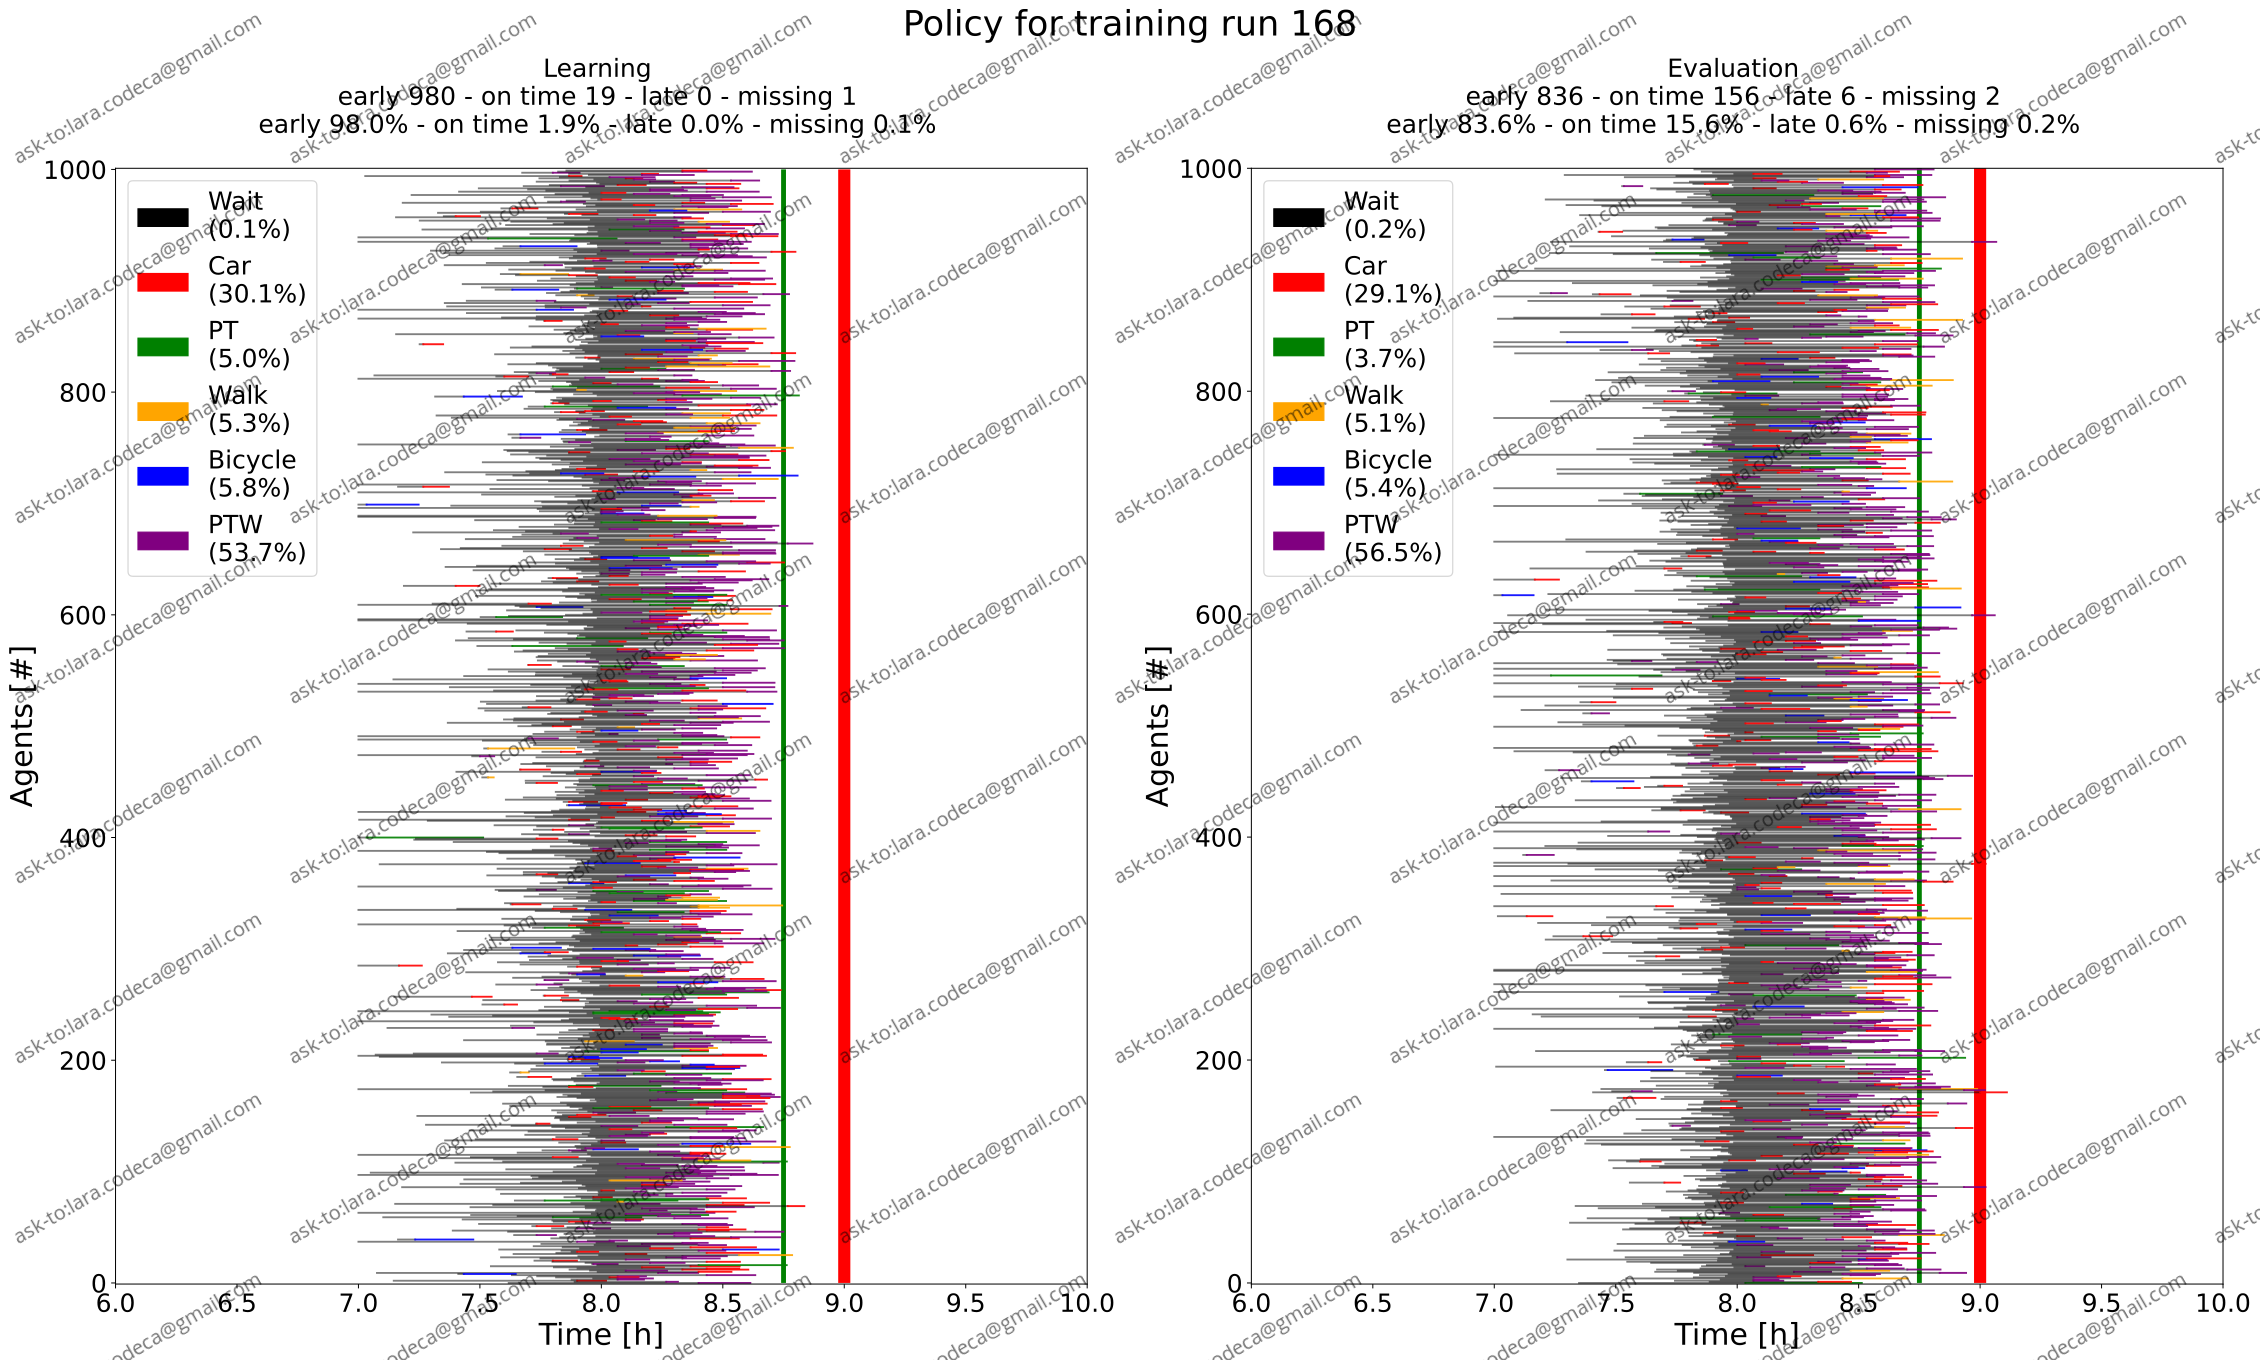 Policy for training run 168
Learning
early 980 - on time 19 - late 0 - missing 1
early 98.0% - on time 1.9% - late 0.0% - missing 0.1%
1000
800
600
400
200
0
Agents [#]
Wait
(0.1%)
Car
(30.1%)
PT
(5.0%)
Walk
(5.3%)
Bicycle
(5.8%)
PTW
(53.7%)
6.0 6.5 7.0 7.5 8.0 8.5 9.0 9.5 10.0
Time [h]
Evaluation
early 836 - on time 156 - late 6 - missing 2
early 83.6% - on time 15.6% - late 0.6% - missing 0.2%
1000
800
600
400
200
0
Agents [#]
Wait
(0.2%)
Car
(29.1%)
PT
(3.7%)
Walk
(5.1%)
Bicycle
(5.4%)
PTW
(56.5%)
6.0 6.5 7.0 7.5 8.0 8.5 9.0 9.5 10.0
Time [h]
ask-to:lara.codeca@gmail.com